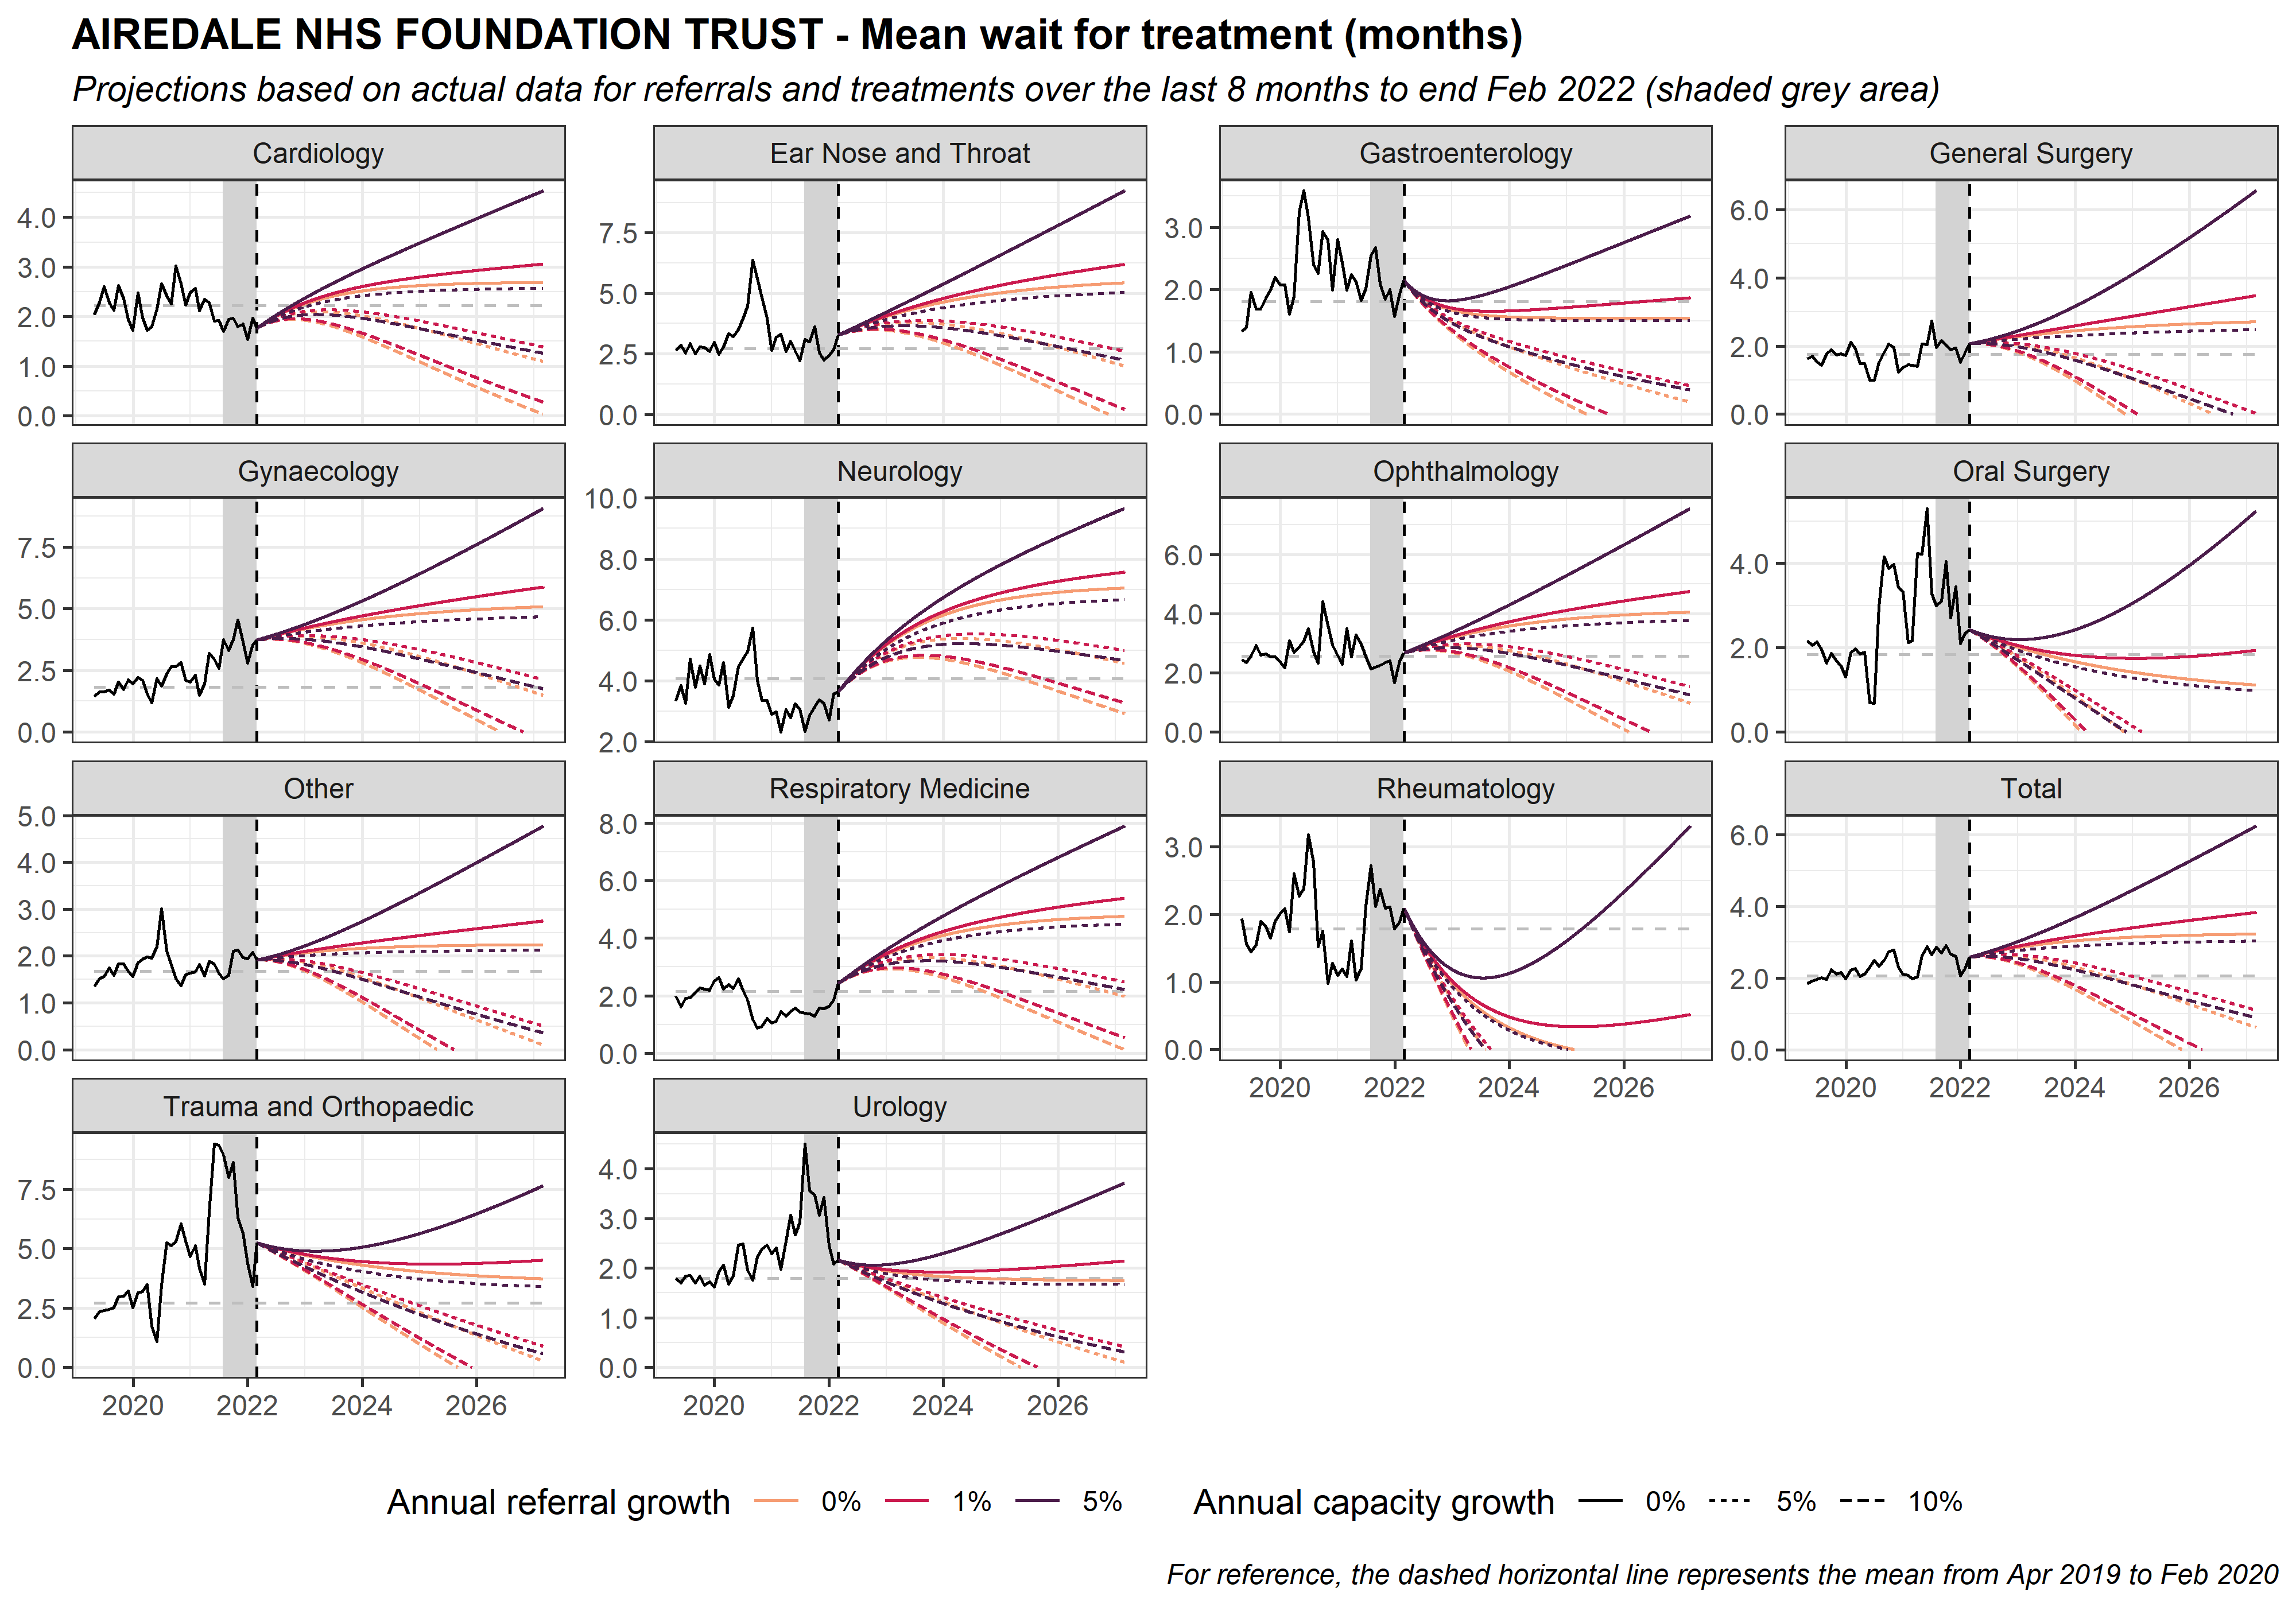 AIREDALE NHS FOUNDATION TRUST - Mean wait for treatment (months)
Projections based on actual data for referrals and treatments over the last 8 months to end Feb 2022 (shaded grey area)
Cardiology
4.0
3.0
2.0
1.0
0.0
Ear Nose and Throat
7.5
5.0
2.5
0.0
Gastroenterology
3.0
2.0
1.0
0.0
General Surgery
6.0
4.0
2.0
0.0
Gynaecology
7.5
5.0
2.5
0.0
Neurology
10.0
8.0
6.0
4.0
2.0
Ophthalmology
6.0
4.0
2.0
0.0
Oral Surgery
4.0
2.0
0.0
Other
5.0
4.0
3.0
2.0
1.0
0.0
Respiratory Medicine
8.0
6.0
4.0
2.0
0.0
Rheumatology
3.0
2.0
1.0
0.0
2020 2022 2024 2026
Total
6.0
4.0
2.0
0.0
2020 2022 2024 2026
Trauma and Orthopaedic
7.5
5.0
2.5
0.0
2020 2022 2024 2026
Urology
4.0
3.0
2.0
1.0
0.0
2020 2022 2024 2026
Annual referral growth 0% 1% 5%
Annual capacity growth 0% 5% 10%
For reference, the dashed horizontal line represents the mean from Apr 2019 to Feb 2020